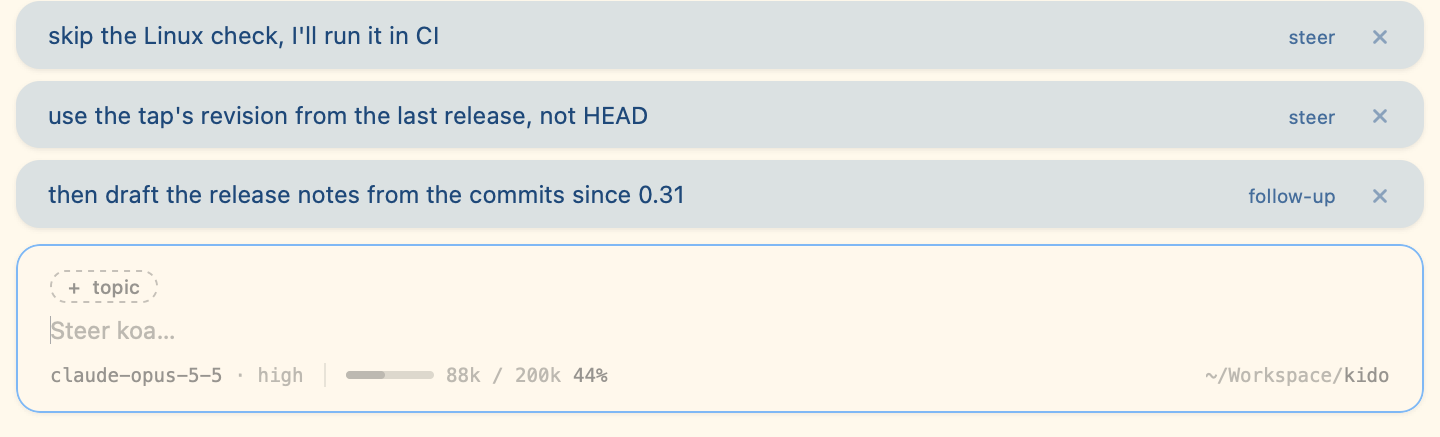 skip the Linux check, I'll run it in CI steer ×
use the tap's revision from the last release, not HEAD steer ×
then draft the release notes from the commits since 0.31 follow-up ×
+ topic
Steer koa…
claude-opus-5-5 · high 88k / 200k 44% ~/Workspace/kido